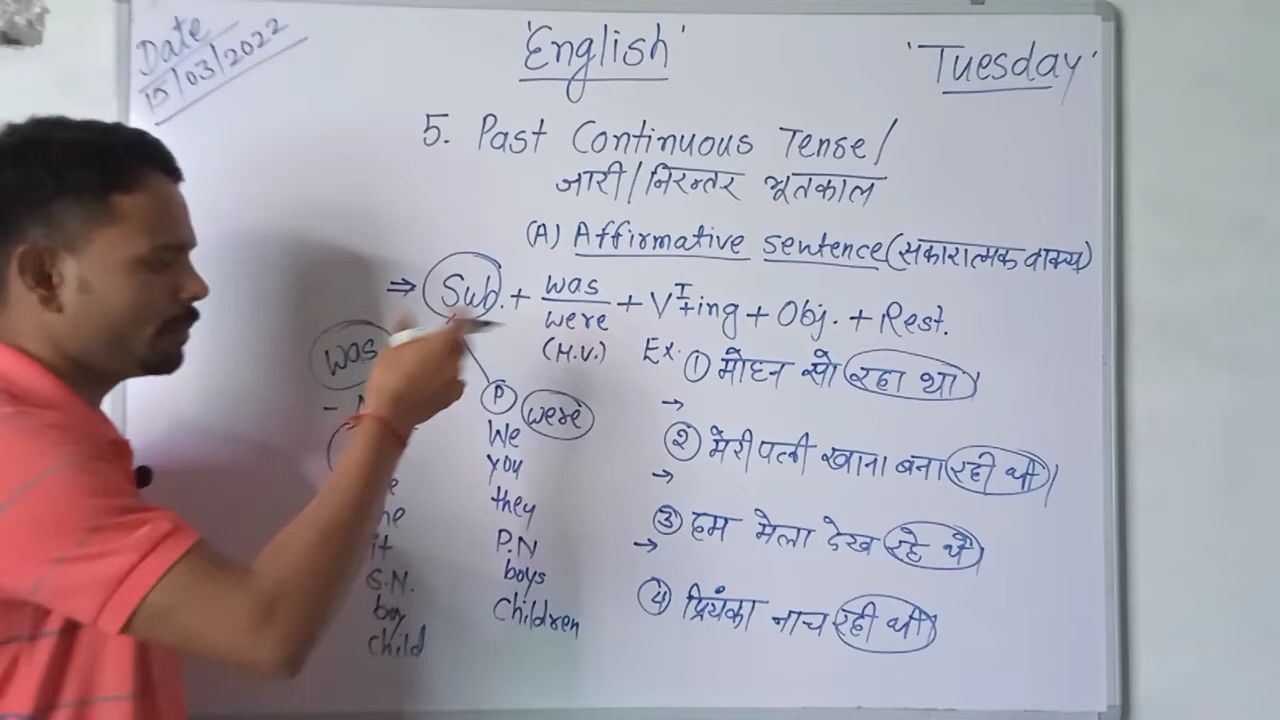 Date
15/03/2022
'English'
'Tuesday'
5. Past Continuous Tense/
जारी/निरन्तर भूतकाल
(A) Affirmative sentence (सकारात्मक वाक्य)
⇒ Sub. + was/were + V I + ing + Obj. + Rest.
(H.V.)
was
it
S.N.
boy
child
P were
We
you
they
P.N
boys
Children
Ex. ① मोहन सो रहा था।
→
② मेरी पत्नी खाना बना रही थी।
→
③ हम मेला देख रहे थे।
→
④ प्रियंका नाच रही थी।